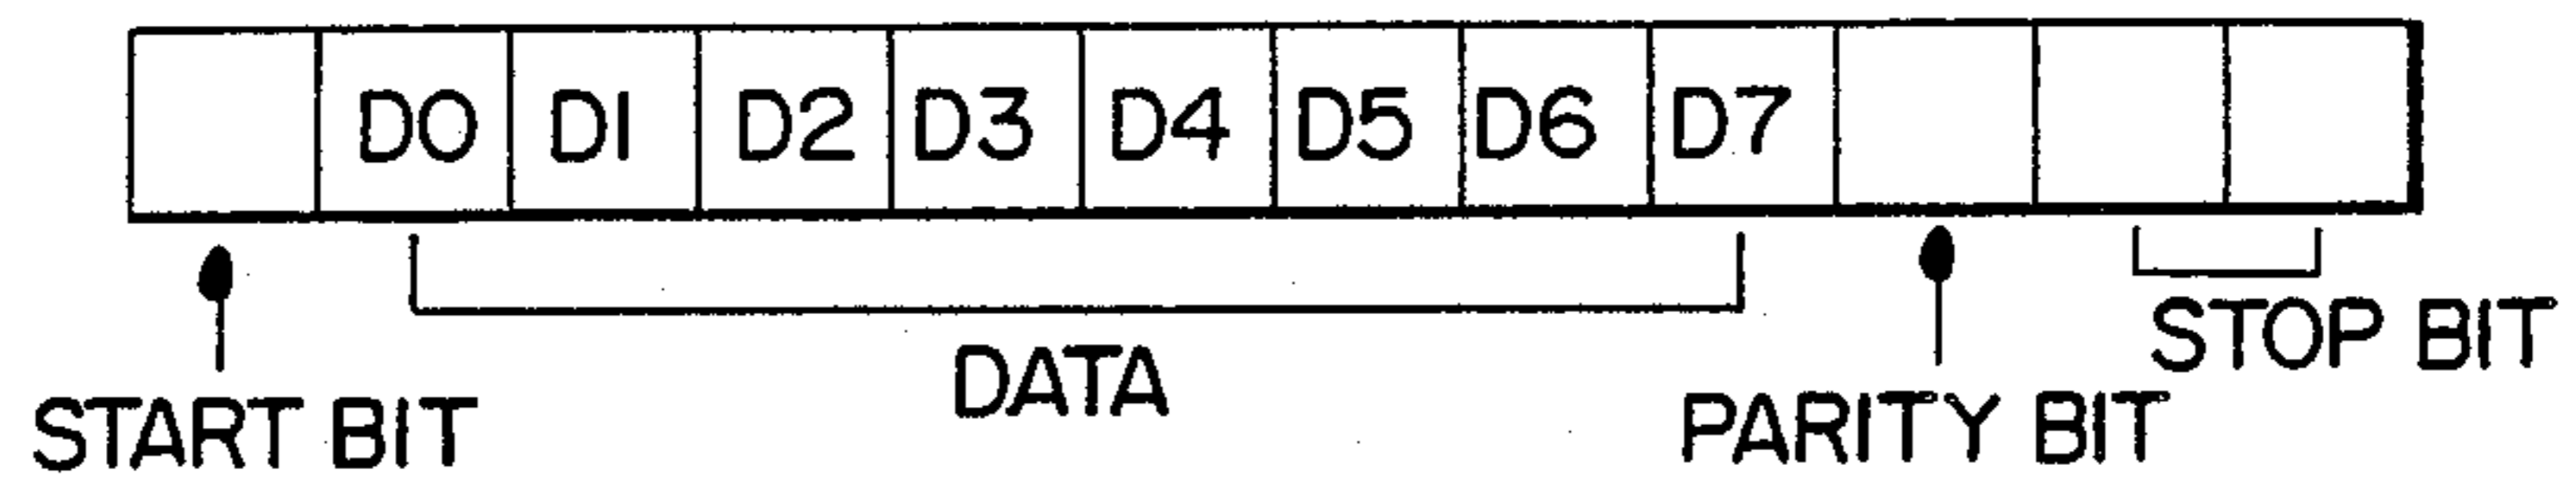 D0 D1 D2 D3 D4 D5 D6 D7
START BIT
DATA
PARITY BIT
STOP BIT